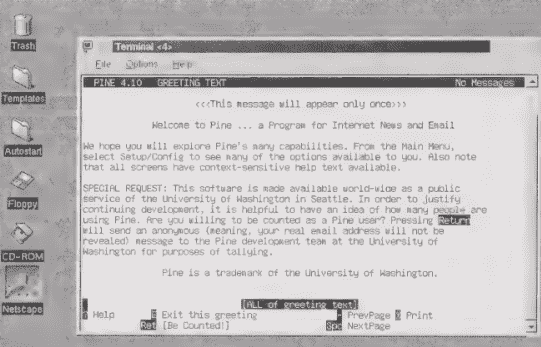 Trash
Templates
Autostart
Floppy
CD-ROM
Netscape
Terminal <4>
File Options Help
PINE 4.10 GREETING TEXT No Messages
<<<This message will appear only once>>>
Welcome to Pine ... a Program for Internet News and Email
We hope you will explore Pine's many capabilities. From the Main Menu,
select Setup/Config to see many of the options available to you. Also note
that all screens have context-sensitive help text available.
SPECIAL REQUEST: This software is made available world-wide as a public
service of the University of Washington in Seattle. In order to justify
continuing development, it is helpful to have an idea of how many people are
using Pine. Are you willing to be counted as a Pine user? Pressing Return
will send an anonymous (meaning, your real email address will not be
revealed) message to the Pine development team at the University of
Washington for purposes of tallying.
Pine is a trademark of the University of Washington.
[ALL of greeting text]
Help E Exit this greeting - PrevPage Print
Ret [Be Counted!] Spc NextPage